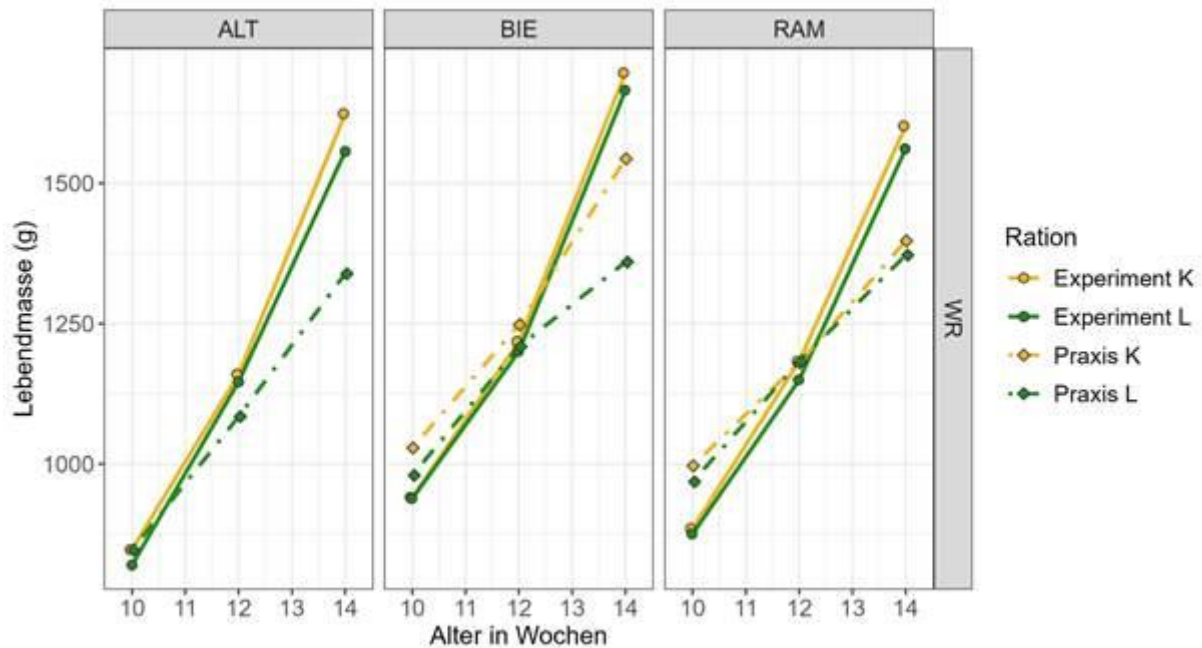 ALT BIE RAM
1500
1250
1000
Lebendmasse (g)
WR
10 11 12 13 14 10 11 12 13 14 10 11 12 13 14
Alter in Wochen
Ration
Experiment K
Experiment L
Praxis K
Praxis L